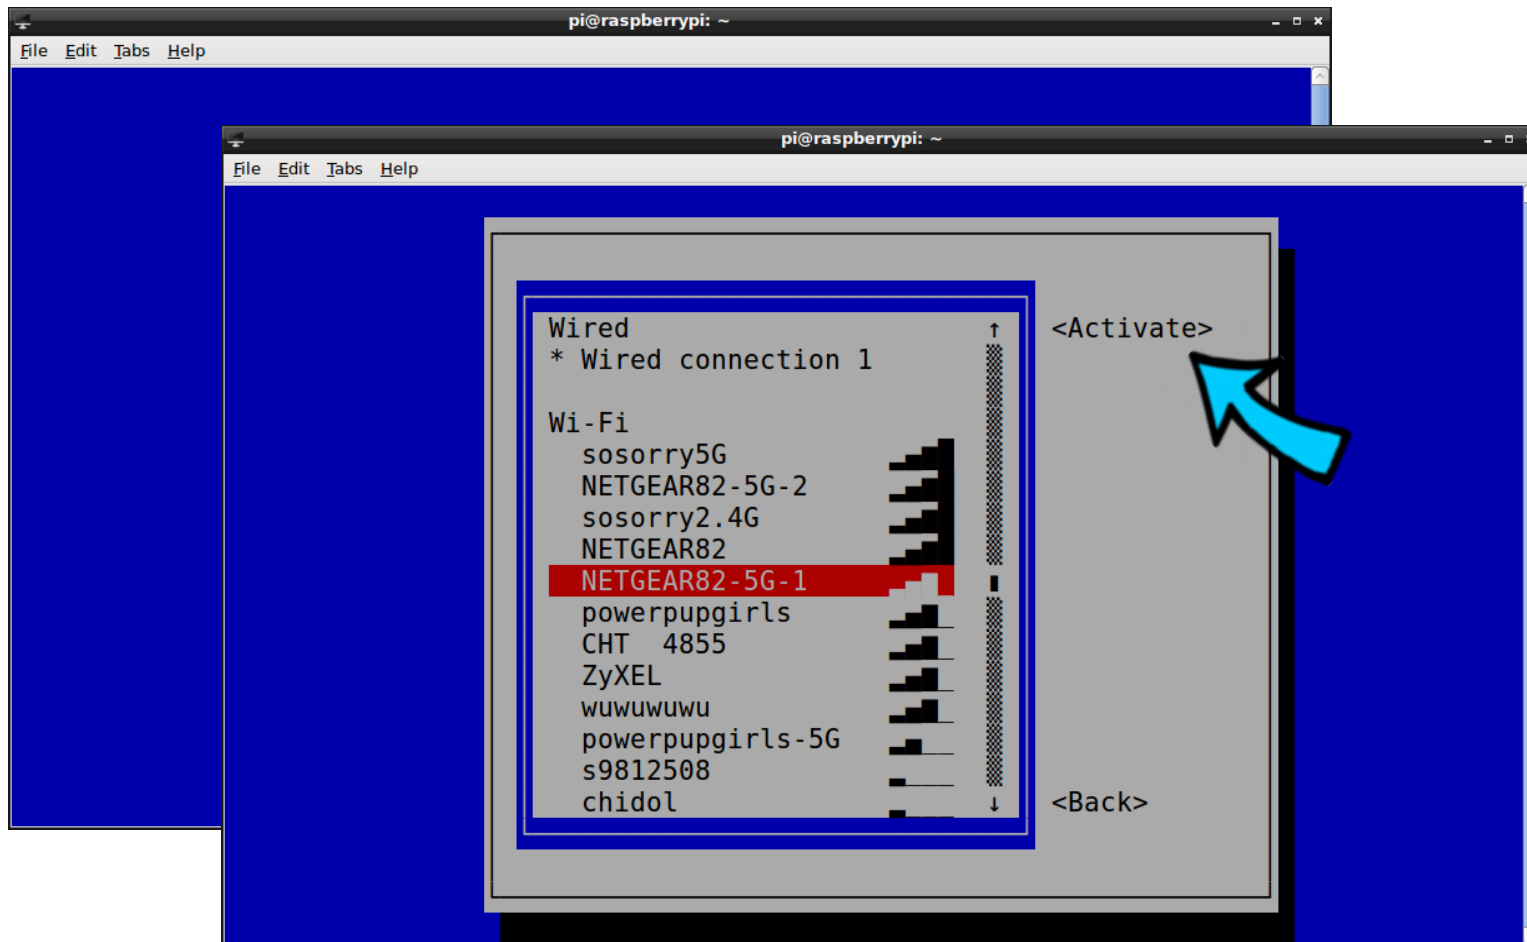 pi@raspberrypi: ~
File Edit Tabs Help
pi@raspberrypi: ~
File Edit Tabs Help
Wired ↑ <Activate>
* Wired connection 1
Wi-Fi
sosorry5G
NETGEAR82-5G-2
sosorry2.4G
NETGEAR82
NETGEAR82-5G-1
powerpupgirls
CHT  4855
ZyXEL
wuwuwuwu
powerpupgirls-5G
s9812508
chidol ↓ <Back>